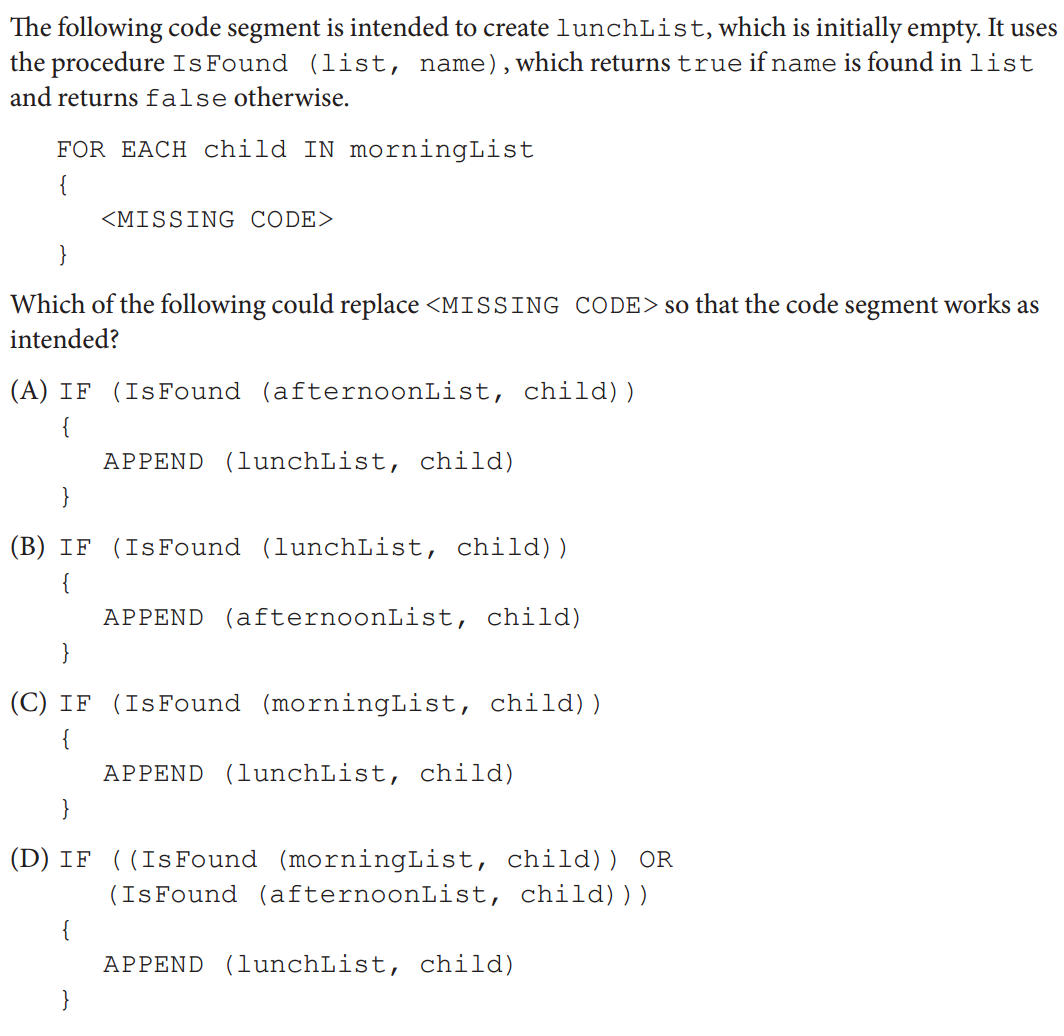 The following code segment is intended to create lunchList, which is initially empty. It uses
the procedure IsFound (list, name), which returns true if name is found in list
and returns false otherwise.
FOR EACH child IN morningList
{
<MISSING CODE>
}
Which of the following could replace <MISSING CODE> so that the code segment works as
intended?
(A) IF (IsFound (afternoonList, child))
{
APPEND (lunchList, child)
}
(B) IF (IsFound (lunchList, child))
{
APPEND (afternoonList, child)
}
(C) IF (IsFound (morningList, child))
{
APPEND (lunchList, child)
}
(D) IF ((IsFound (morningList, child)) OR
(IsFound (afternoonList, child)))
{
APPEND (lunchList, child)
}